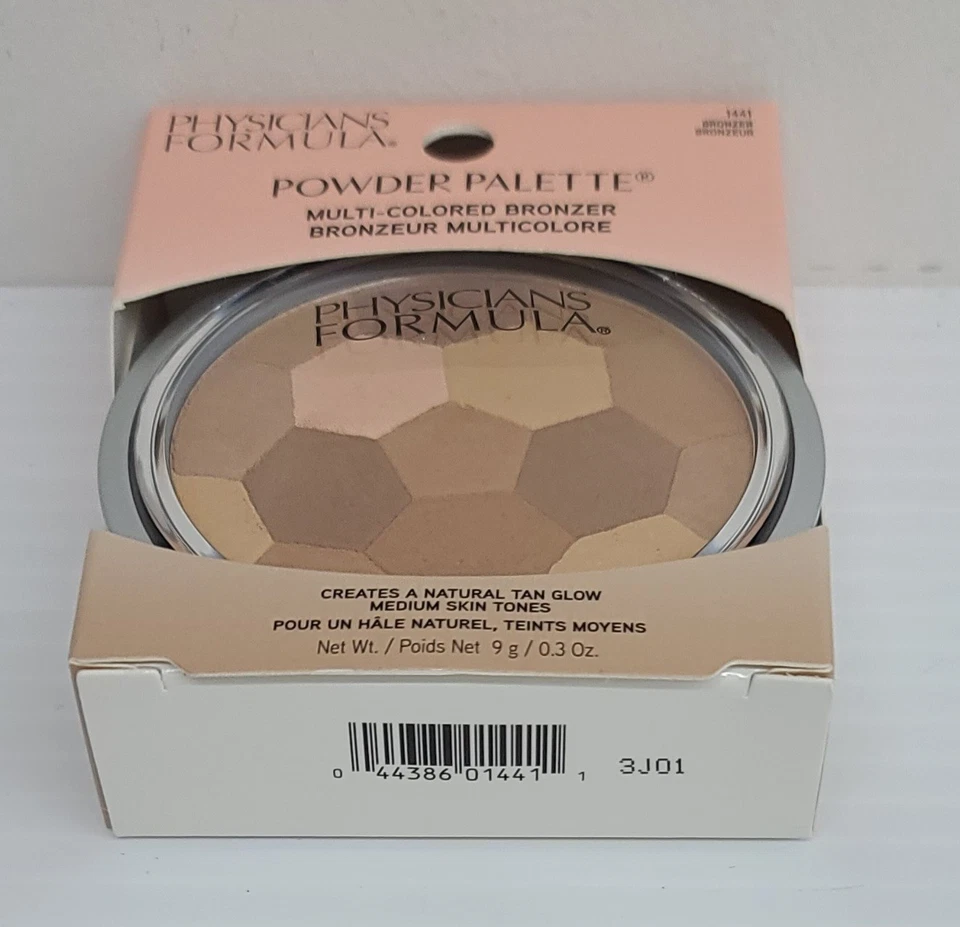 PHYSICIANS
FORMULA®
1441
BRONZER
BRONZEUR
POWDER PALETTE®
MULTI-COLORED BRONZER
BRONZEUR MULTICOLORE
PHYSICIANS
FORMULA®
CREATES A NATURAL TAN GLOW
MEDIUM SKIN TONES
POUR UN HÂLE NATUREL, TEINTS MOYENS
Net Wt. / Poids Net 9 g / 0.3 Oz.
0 44386 01441 1
3J01